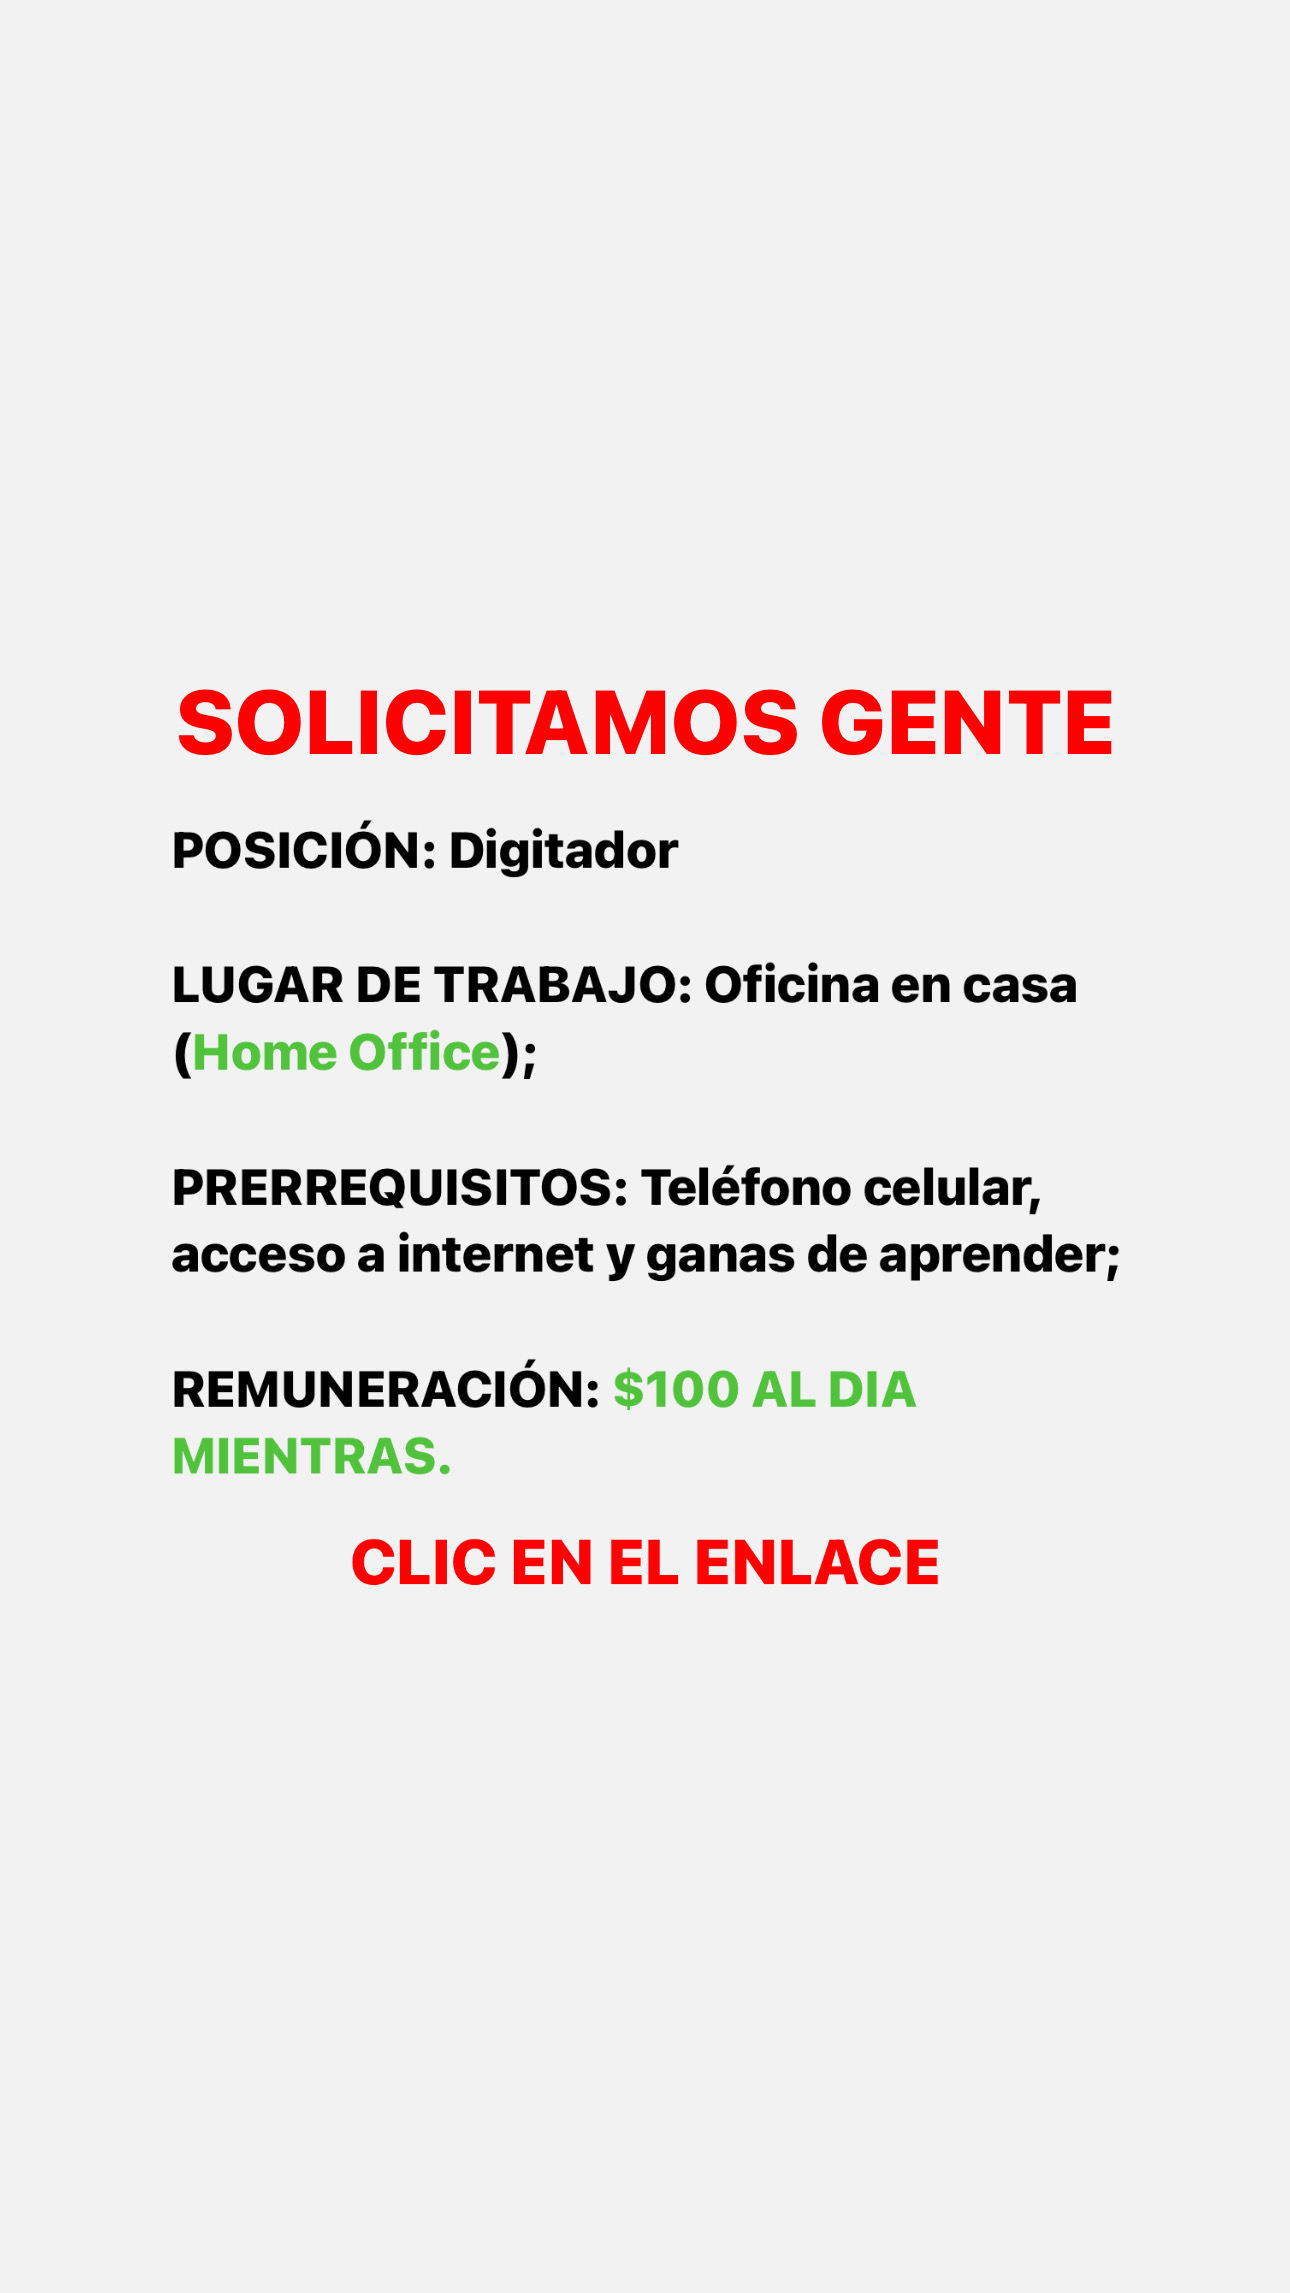 SOLICITAMOS GENTE
POSICIÓN: Digitador
LUGAR DE TRABAJO: Oficina en casa
(Home Office);
PRERREQUISITOS: Teléfono celular,
acceso a internet y ganas de aprender;
REMUNERACIÓN: $100 AL DIA
MIENTRAS.
CLIC EN EL ENLACE